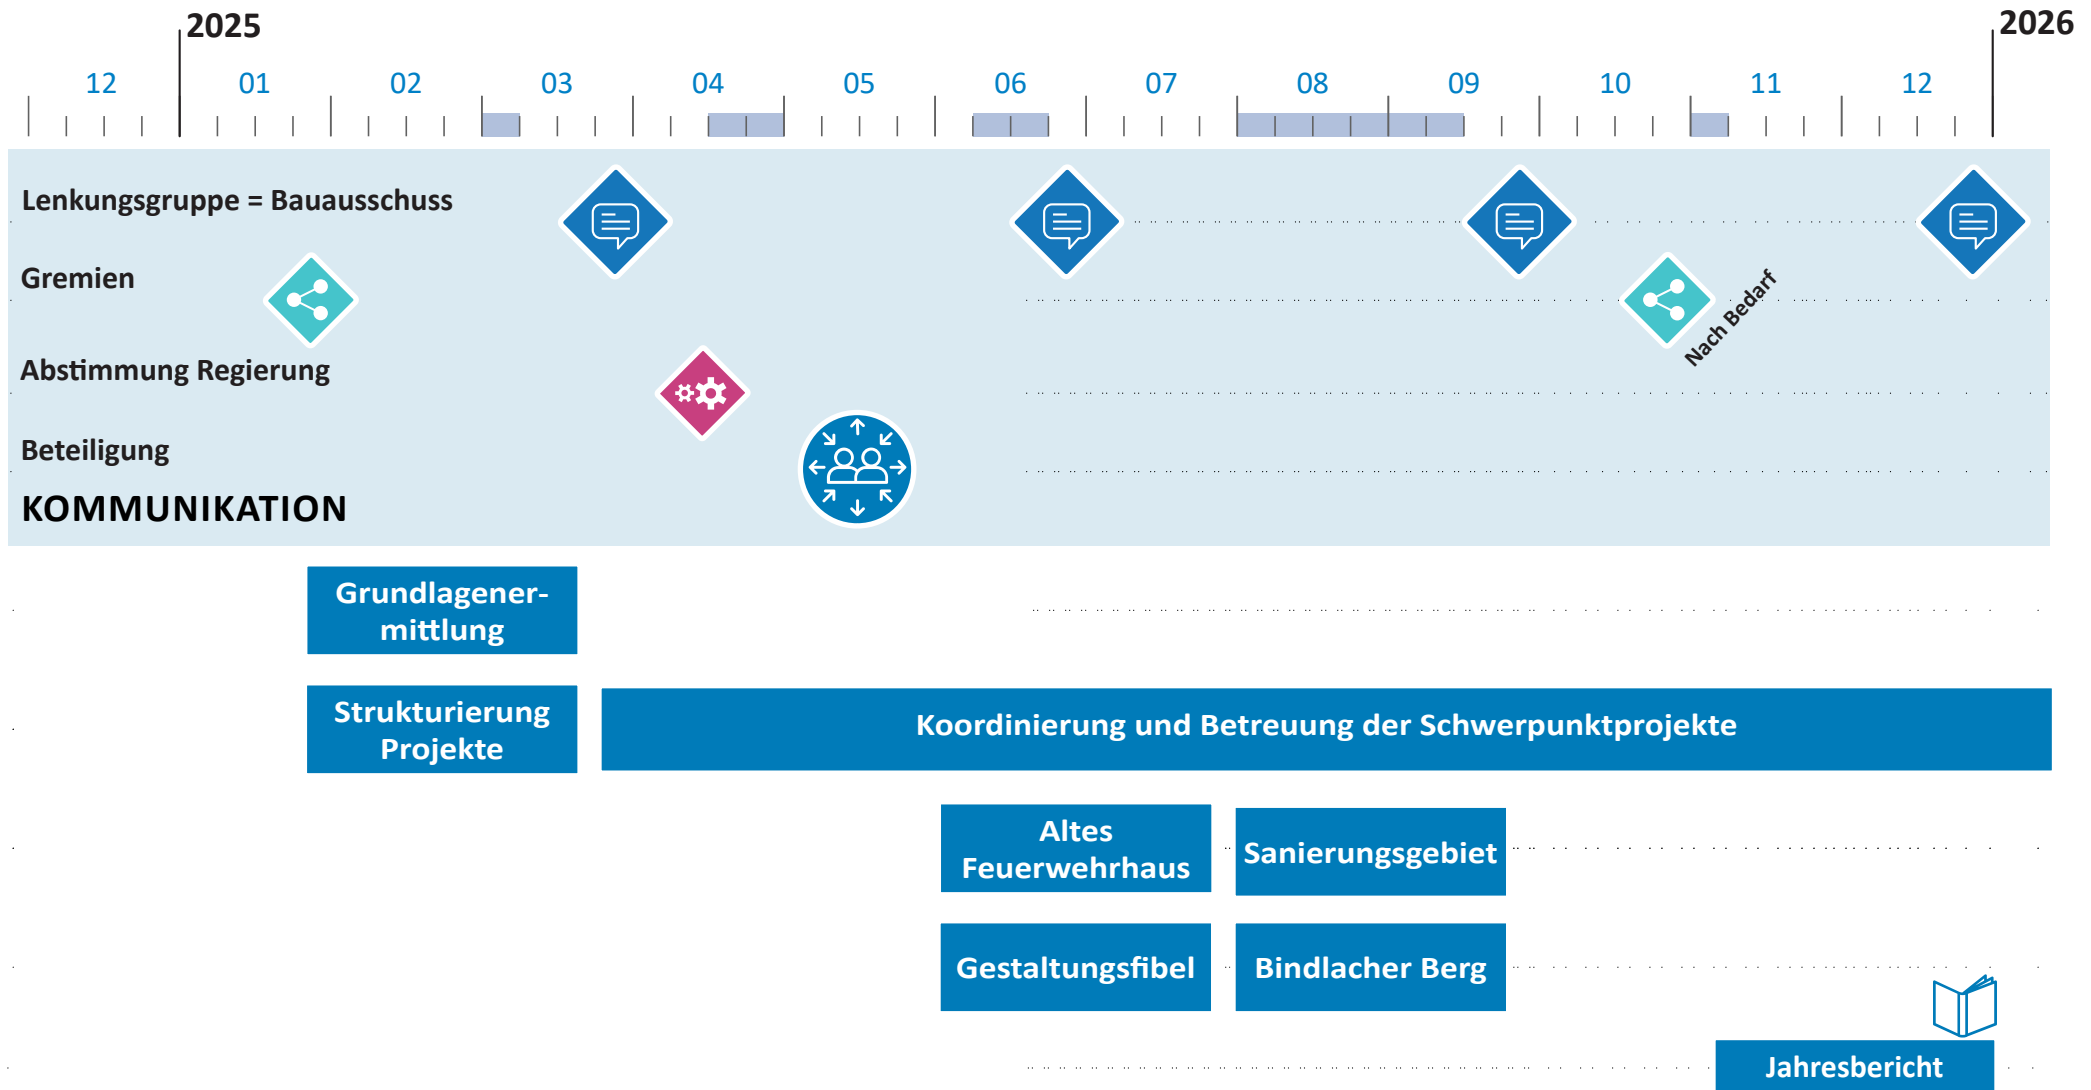 2025
2026
12 01 02 03 04 05 06 07 08 09 10 11 12
Lenkungsgruppe = Bauausschuss
Gremien
Nach Bedarf
Abstimmung Regierung
Beteiligung
KOMMUNIKATION
Grundlagener-
mittlung
Strukturierung
Projekte
Koordinierung und Betreuung der Schwerpunktprojekte
Altes
Feuerwehrhaus
Sanierungsgebiet
Gestaltungsfibel
Bindlacher Berg
Jahresbericht